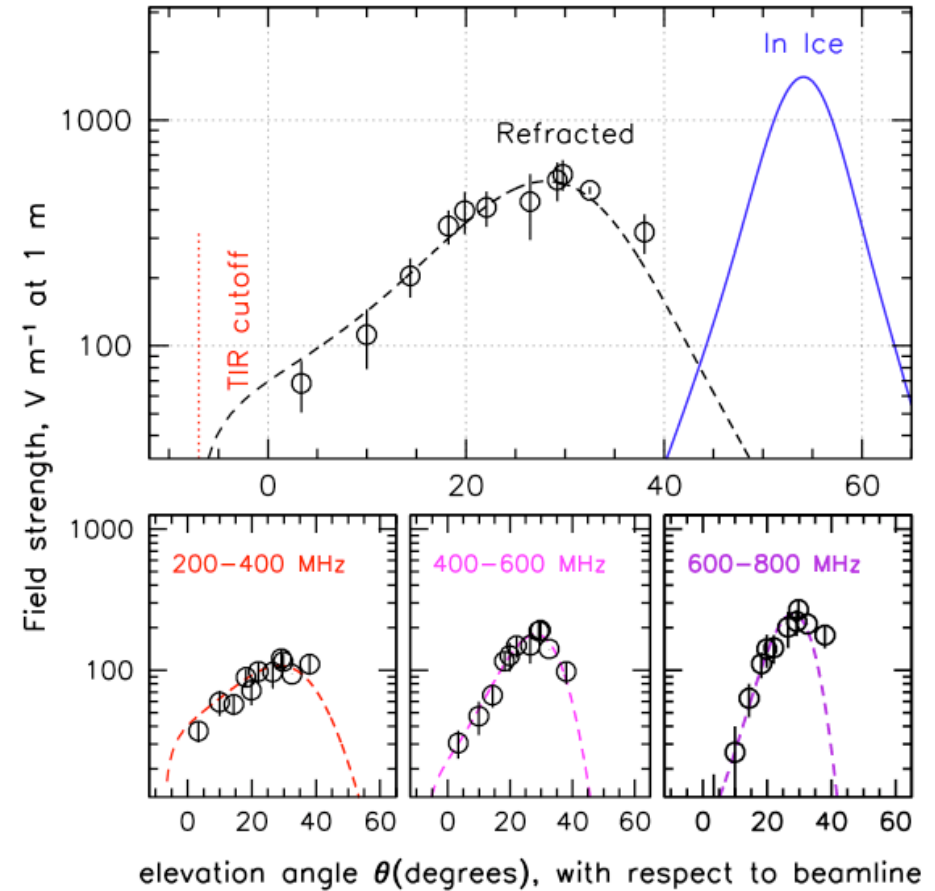 In Ice
1000
Refracted
TIR cutoff
100
0 20 40 60
Field strength, V m⁻¹ at 1 m
1000
200–400 MHz 400–600 MHz 600–800 MHz
100
0 20 40 60 0 20 40 60 0 20 40 60
elevation angle θ(degrees), with respect to beamline